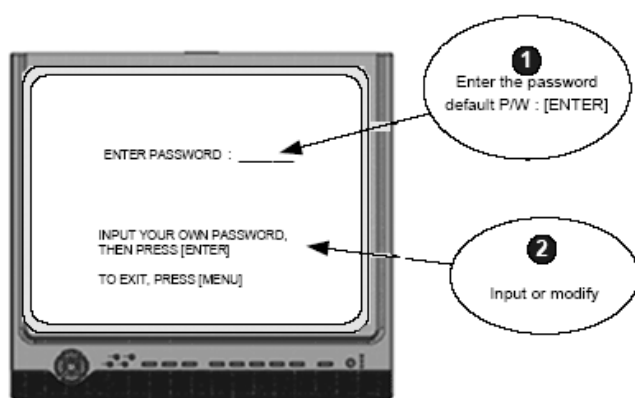 1
Enter the password
default P/W : [ENTER]
ENTER PASSWORD : ______
INPUT YOUR OWN PASSWORD,
THEN PRESS [ENTER]
TO EXIT, PRESS [MENU]
2
Input or modify